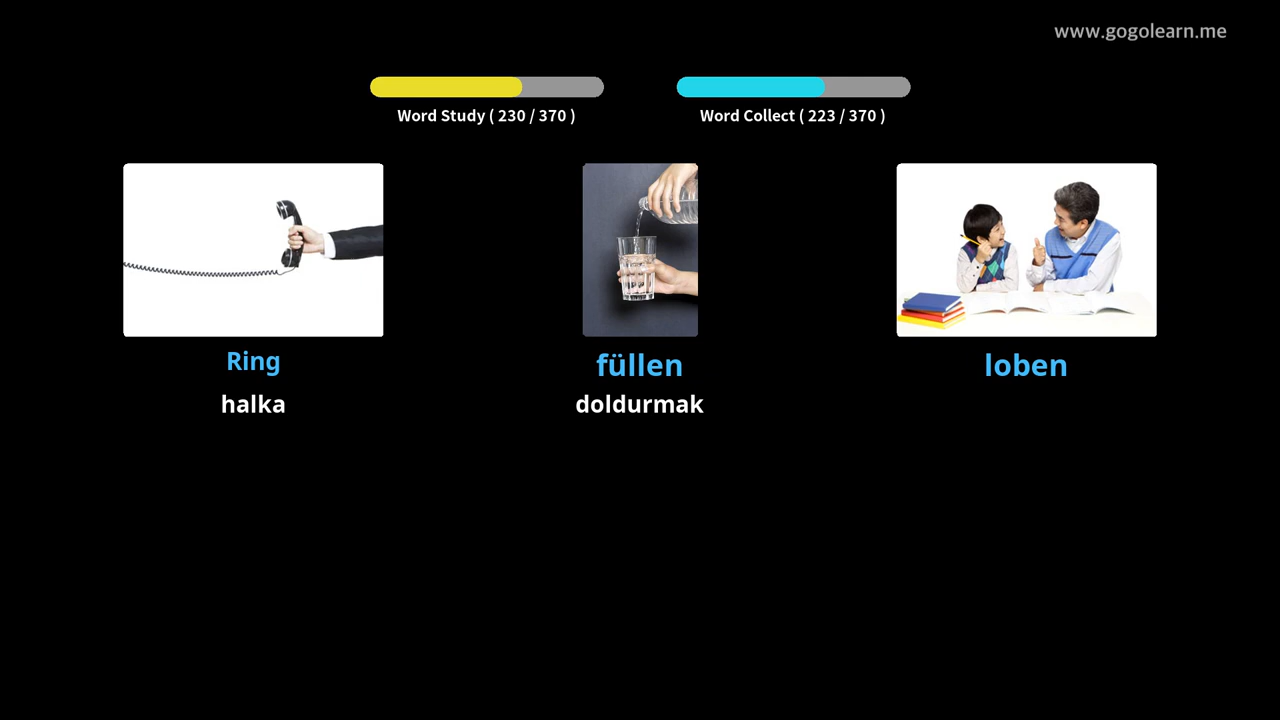 www.gogolearn.me
Word Study ( 230 / 370 )
Word Collect ( 223 / 370 )
Ring
halka
füllen
doldurmak
loben